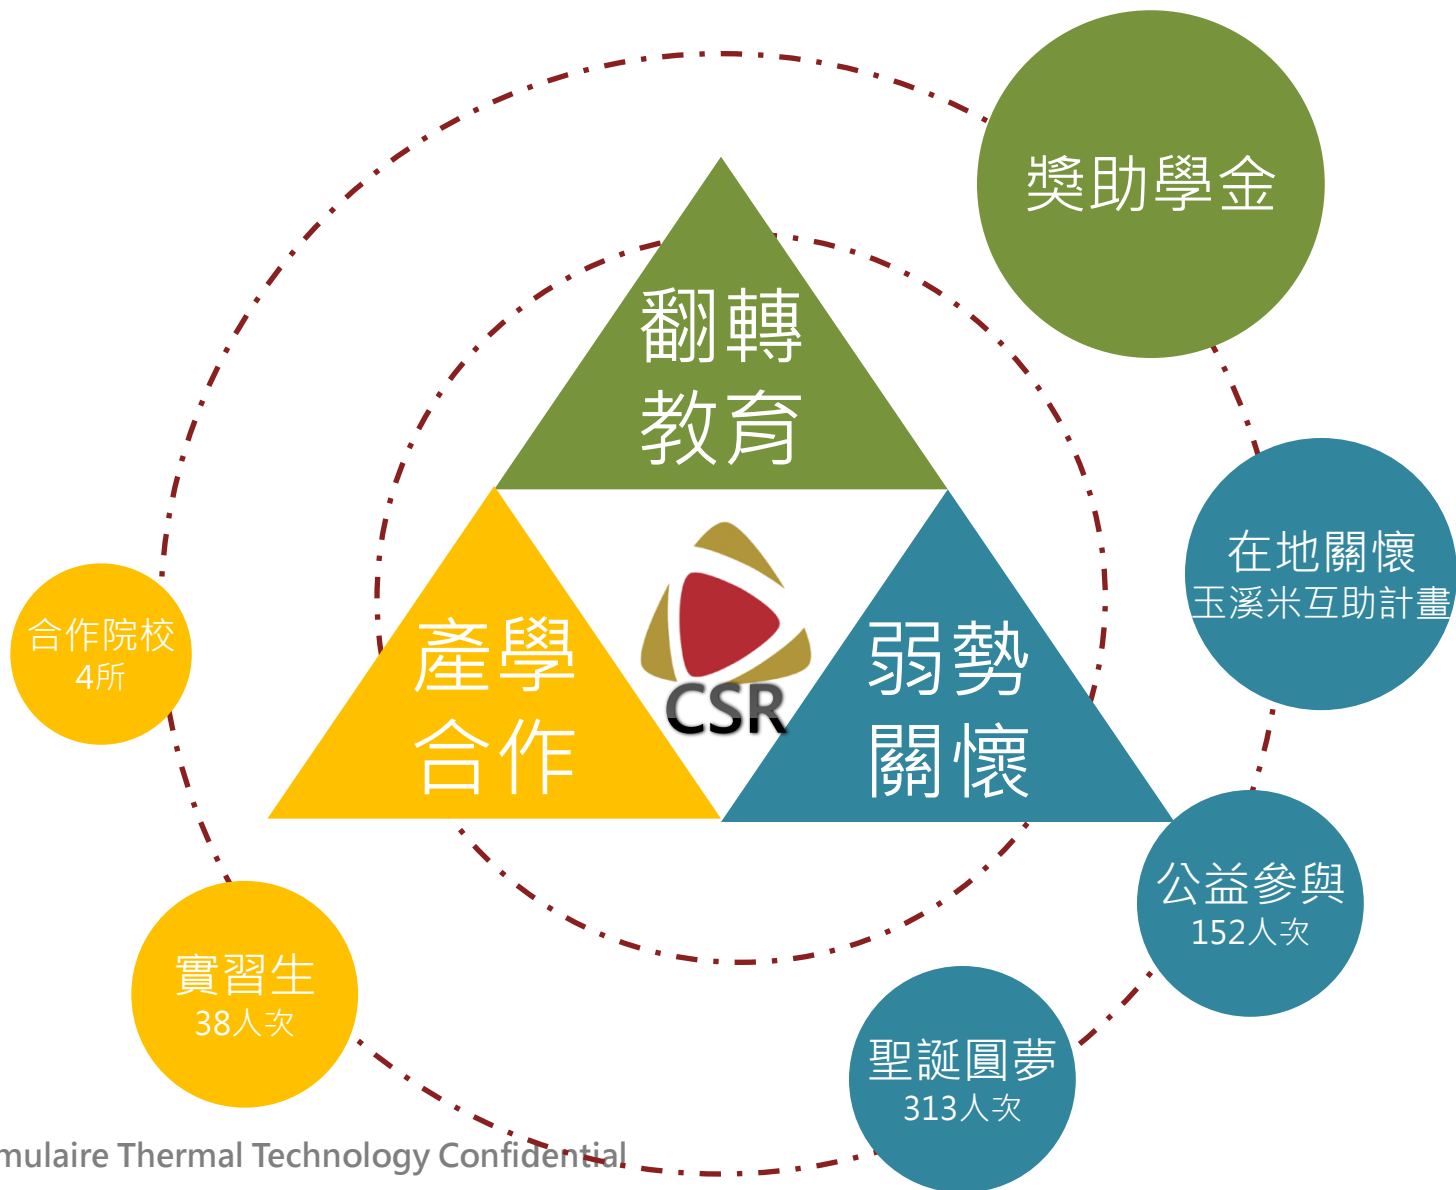 獎助學金
翻轉
教育
在地關懷
玉溪米互助計畫
產學
合作
CSR
弱勢
關懷
合作院校
4所
公益參與
152人次
實習生
38人次
聖誕圓夢
313人次
mulaire Thermal Technology Confidential